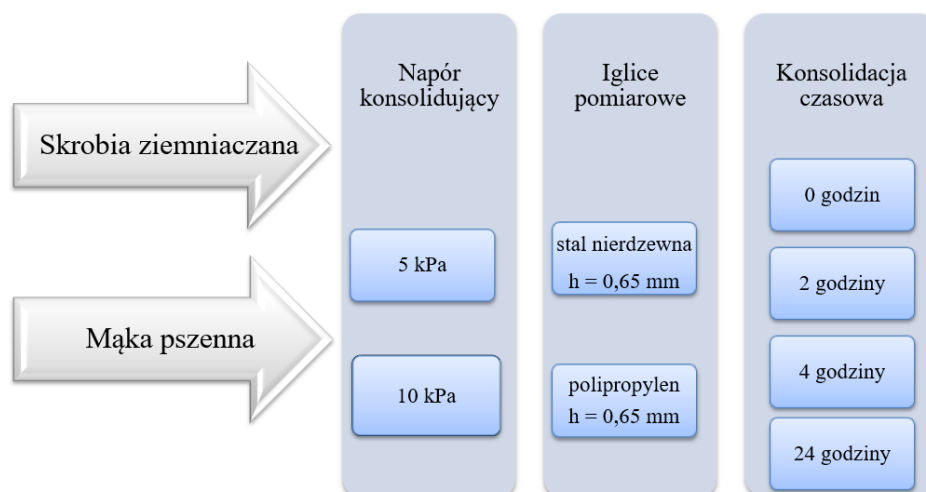 Skrobia ziemniaczana
Mąka pszenna
Napór
konsolidujący
5 kPa
10 kPa
Iglice
pomiarowe
stal nierdzewna
h = 0,65 mm
polipropylen
h = 0,65 mm
Konsolidacja
czasowa
0 godzin
2 godziny
4 godziny
24 godziny